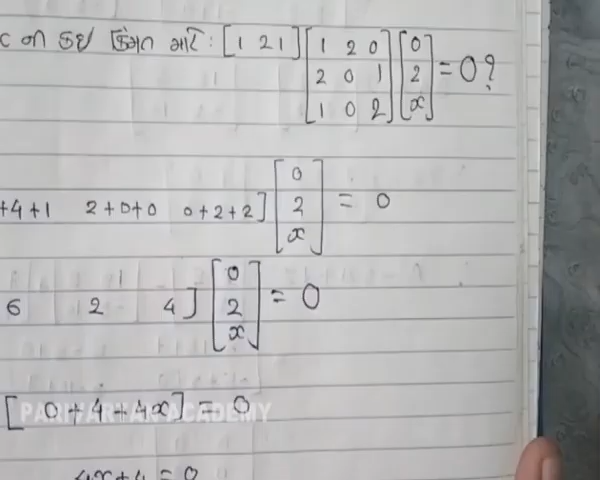 x ની કઈ કિંમત માટે: [1 2 1] [1 2 0 2 0 1 1 0 2] [0 2 x] = 0?
+4+1 2+0+0 0+2+2] [0 2 x] = 0
6 2 4] [0 2 x] = 0
[ 0+4+4x] = 0
PARIVARTAN ACADEMY
4x+4=0